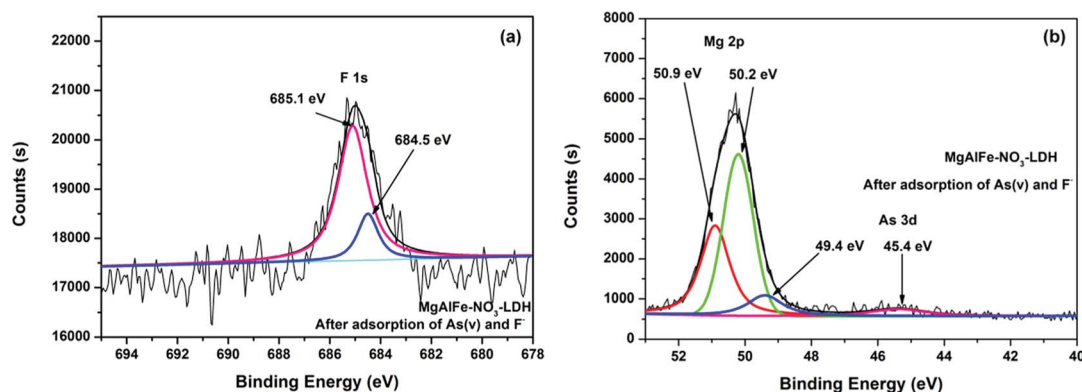 (a)
F 1s
685.1 eV
684.5 eV
MgAlFe-NO₃-LDH
After adsorption of As(v) and F⁻
22000
21000
20000
19000
18000
17000
16000
Counts (s)
694 692 690 688 686 684 682 680 678
Binding Energy (eV)
(b)
Mg 2p
50.9 eV
50.2 eV
MgAlFe-NO₃-LDH
After adsorption of As(v) and F⁻
As 3d
49.4 eV
45.4 eV
8000
7000
6000
5000
4000
3000
2000
1000
0
Counts (s)
52 50 48 46 44 42 40
Binding Energy (eV)